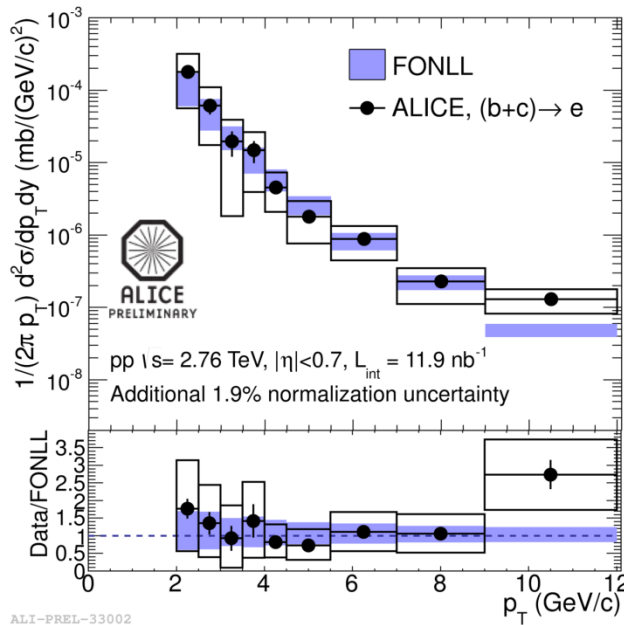 1/(2π p_T) d²σ/dp_T dy (mb/(GeV/c)²)
10⁻³
10⁻⁴
10⁻⁵
10⁻⁶
10⁻⁷
10⁻⁸
FONLL
ALICE, (b+c)→ e
ALICE
PRELIMINARY
pp √s= 2.76 TeV, |η|<0.7, L_int = 11.9 nb⁻¹
Additional 1.9% normalization uncertainty
Data/FONLL
3.5
3
2.5
2
1.5
1
0.5
0
0 2 4 6 8 10 12
p_T (GeV/c)
ALI-PREL-33002